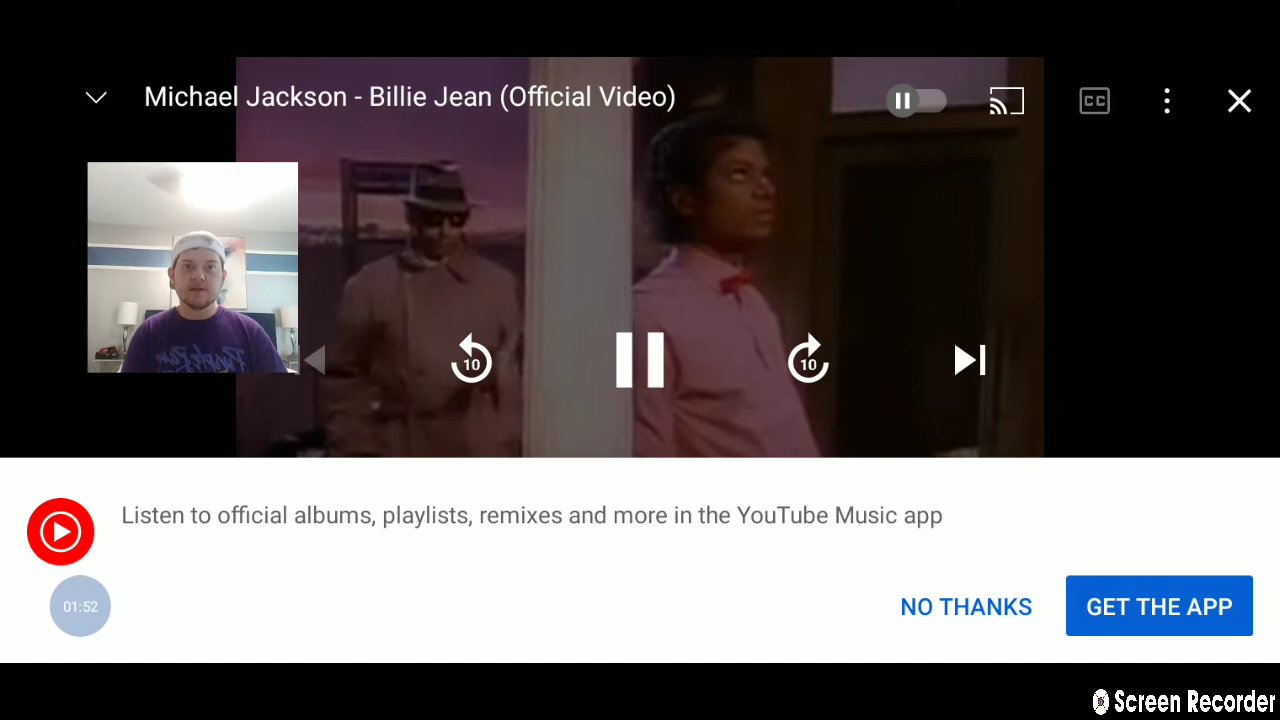 Michael Jackson - Billie Jean (Official Video)
CC
10
10
Listen to official albums, playlists, remixes and more in the YouTube Music app
01:52
NO THANKS
GET THE APP
Screen Recorder